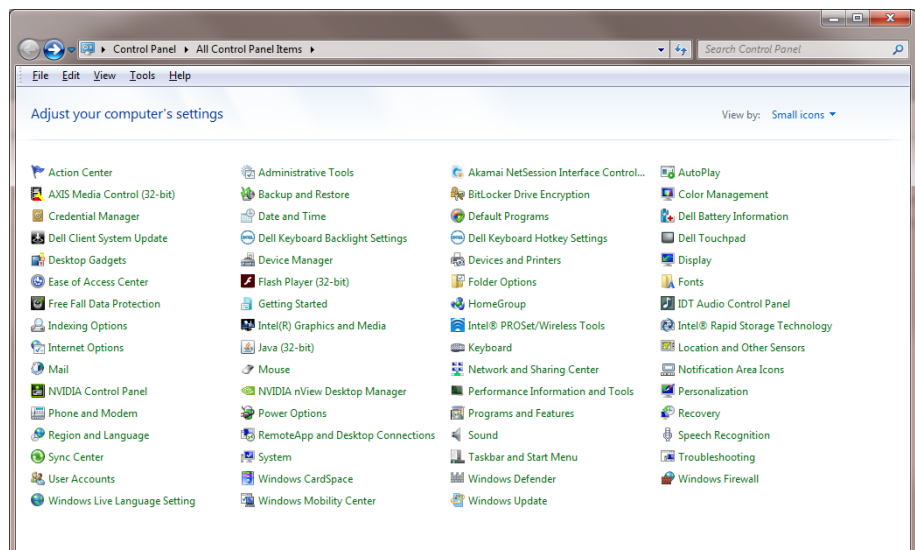 Control Panel ▸ All Control Panel Items ▸ Search Control Panel
File Edit View Tools Help
Adjust your computer's settings View by: Small icons
Action Center Administrative Tools Akamai NetSession Interface Control... AutoPlay
AXIS Media Control (32-bit) Backup and Restore BitLocker Drive Encryption Color Management
Credential Manager Date and Time Default Programs Dell Battery Information
Dell Client System Update Dell Keyboard Backlight Settings Dell Keyboard Hotkey Settings Dell Touchpad
Desktop Gadgets Device Manager Devices and Printers Display
Ease of Access Center Flash Player (32-bit) Folder Options Fonts
Free Fall Data Protection Getting Started HomeGroup IDT Audio Control Panel
Indexing Options Intel(R) Graphics and Media Intel® PROSet/Wireless Tools Intel® Rapid Storage Technology
Internet Options Java (32-bit) Keyboard Location and Other Sensors
Mail Mouse Network and Sharing Center Notification Area Icons
NVIDIA Control Panel NVIDIA nView Desktop Manager Performance Information and Tools Personalization
Phone and Modem Power Options Programs and Features Recovery
Region and Language RemoteApp and Desktop Connections Sound Speech Recognition
Sync Center System Taskbar and Start Menu Troubleshooting
User Accounts Windows CardSpace Windows Defender Windows Firewall
Windows Live Language Setting Windows Mobility Center Windows Update